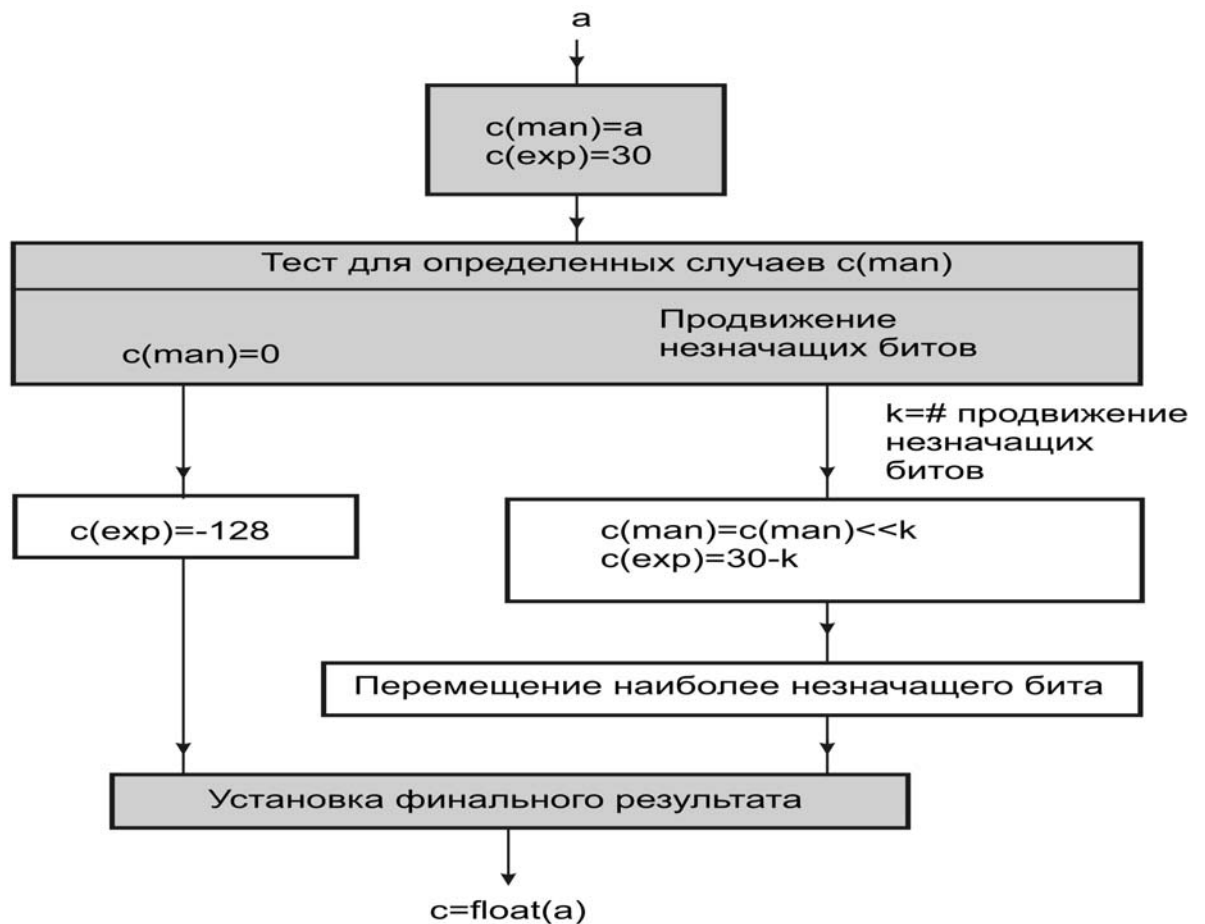 a
c(man)=a
c(exp)=30
Тест для определенных случаев c(man)
c(man)=0
Продвижение
незначащих битов
k=# продвижение
незначащих
битов
c(exp)=-128
c(man)=c(man)<<k
c(exp)=30-k
Перемещение наиболее незначащего бита
Установка финального результата
c=float(a)